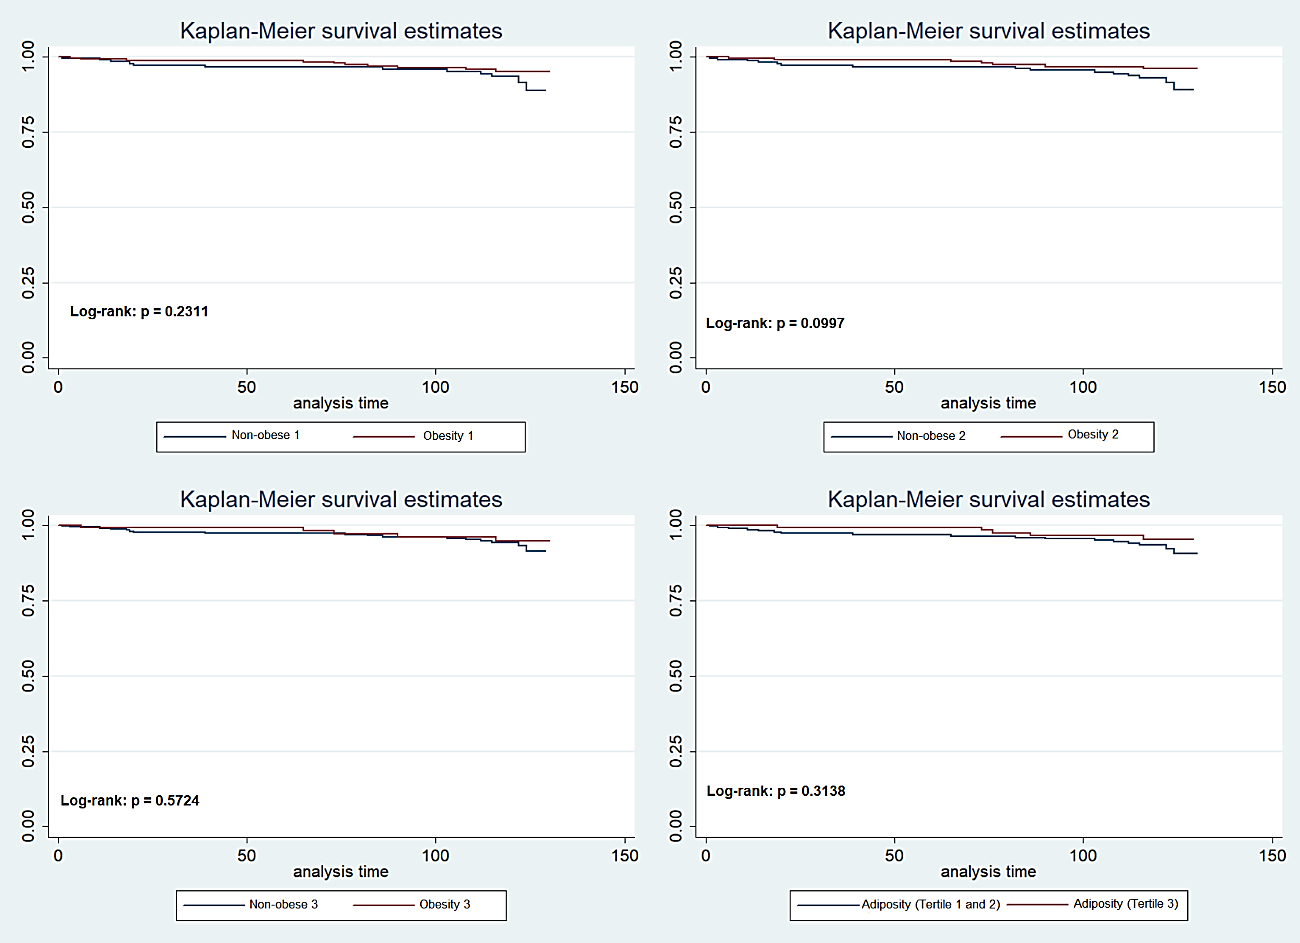 Kaplan-Meier survival estimates
1.00
0.75
0.50
0.25
0.00
Log-rank: p = 0.2311
0 50 100 150
analysis time
Non-obese 1 Obesity 1
Kaplan-Meier survival estimates
1.00
0.75
0.50
0.25
0.00
Log-rank: p = 0.0997
0 50 100 150
analysis time
Non-obese 2 Obesity 2
Kaplan-Meier survival estimates
1.00
0.75
0.50
0.25
0.00
Log-rank: p = 0.5724
0 50 100 150
analysis time
Non-obese 3 Obesity 3
Kaplan-Meier survival estimates
1.00
0.75
0.50
0.25
0.00
Log-rank: p = 0.3138
0 50 100 150
analysis time
Adiposity (Tertile 1 and 2) Adiposity (Tertile 3)